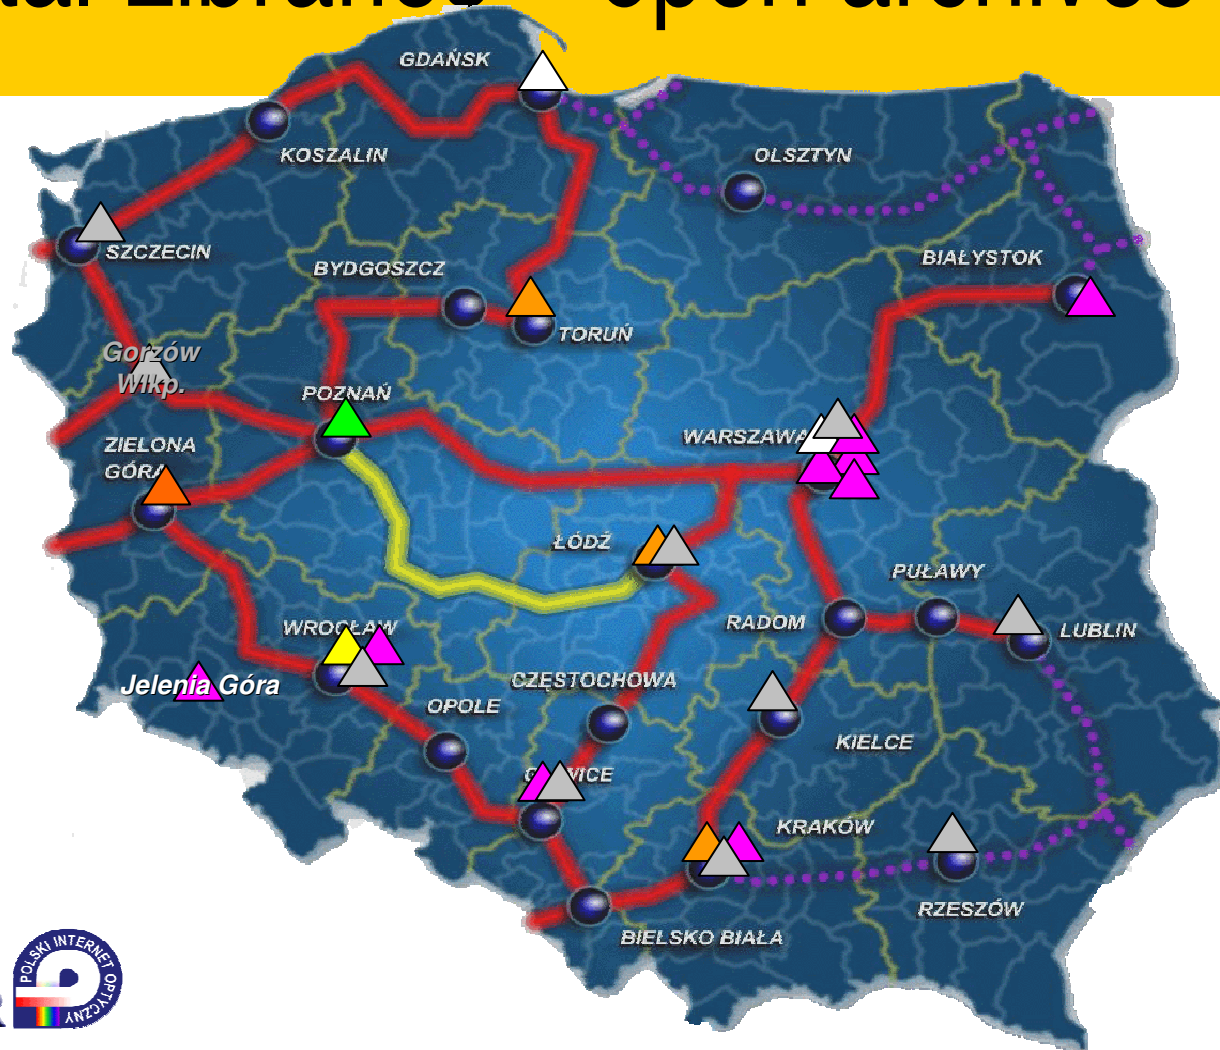 GDAŃSK
KOSZALIN
OLSZTYN
SZCZECIN
BYDGOSZCZ
BIAŁYSTOK
TORUŃ
Gorzów
Wlkp.
POZNAŃ
ZIELONA
GÓRA
WARSZAWA
ŁÓDŹ
PUŁAWY
RADOM
LUBLIN
WROCŁAW
Jelenia Góra
CZĘSTOCHOWA
OPOLE
KIELCE
KRAKÓW
RZESZÓW
BIELSKO BIAŁA
POLSKI INTERNET
OPTYCZNY